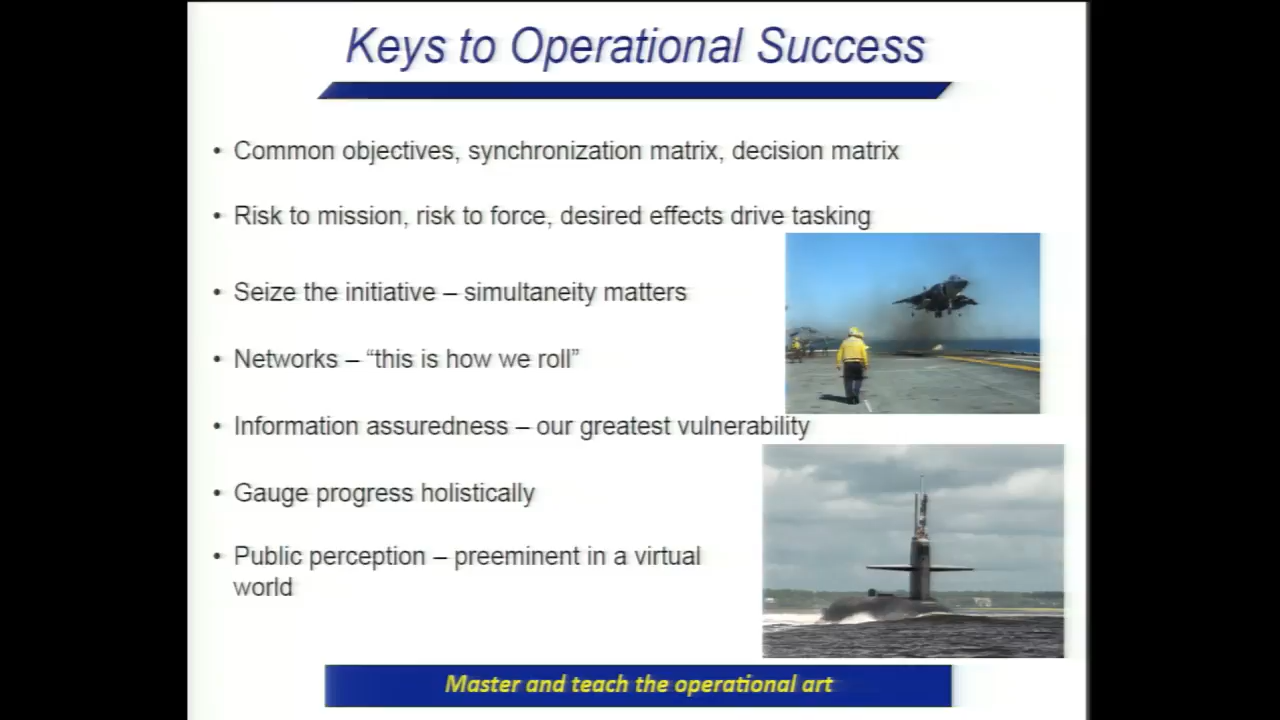 Keys to Operational Success
• Common objectives, synchronization matrix, decision matrix
• Risk to mission, risk to force, desired effects drive tasking
• Seize the initiative – simultaneity matters
• Networks – “this is how we roll”
• Information assuredness – our greatest vulnerability
• Gauge progress holistically
• Public perception – preeminent in a virtual
world
Master and teach the operational art